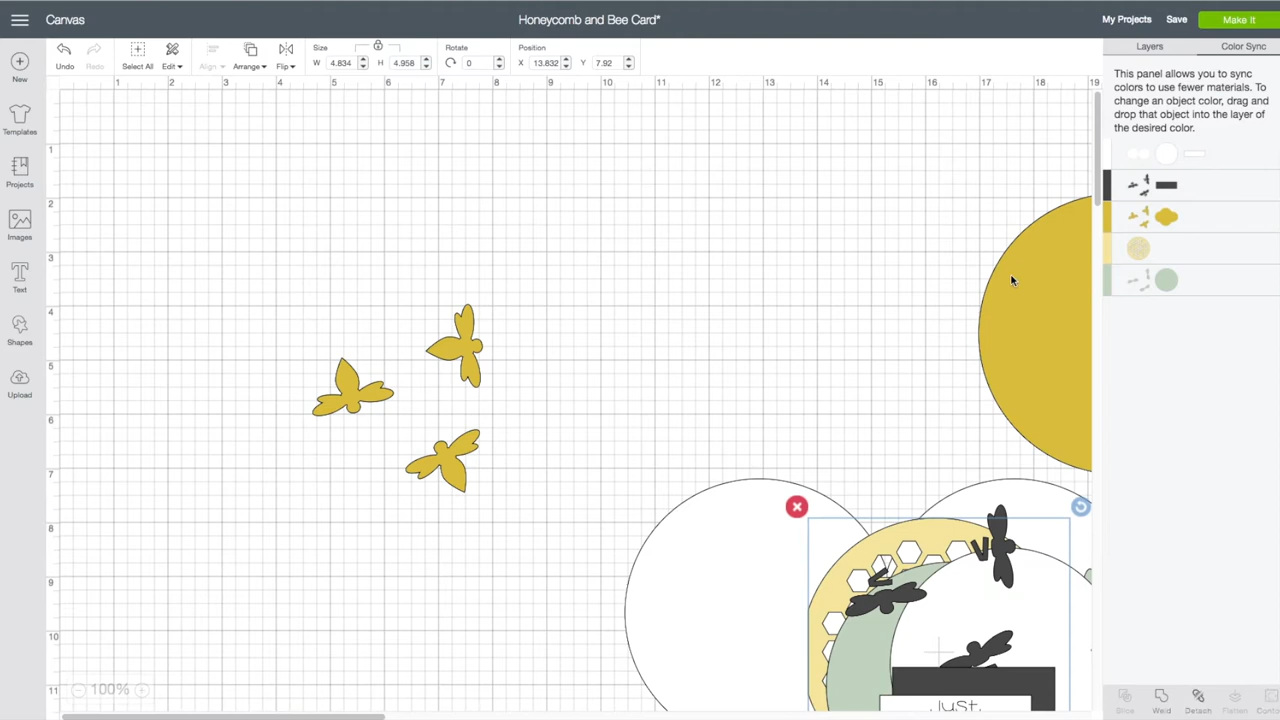 Canvas
Honeycomb and Bee Card*
My Projects Save Make It
Undo Redo Select All Edit Align Arrange Flip
Size
W 4.834 H 4.958
Rotate
0
Position
X 13.832 Y 7.92
Layers Color Sync
New
Templates
Projects
Images
Text
Shapes
Upload
1 2 3 4 5 6 7 8 9 10 11 12 13 14 15 16 17 18 19
1
2
3
4
5
6
7
8
9
10
11
This panel allows you to sync
colors to use fewer materials. To
change an object color, drag and
drop that object into the layer of
the desired color.
Just,
100%
Slice Weld Detach Flatten Conto